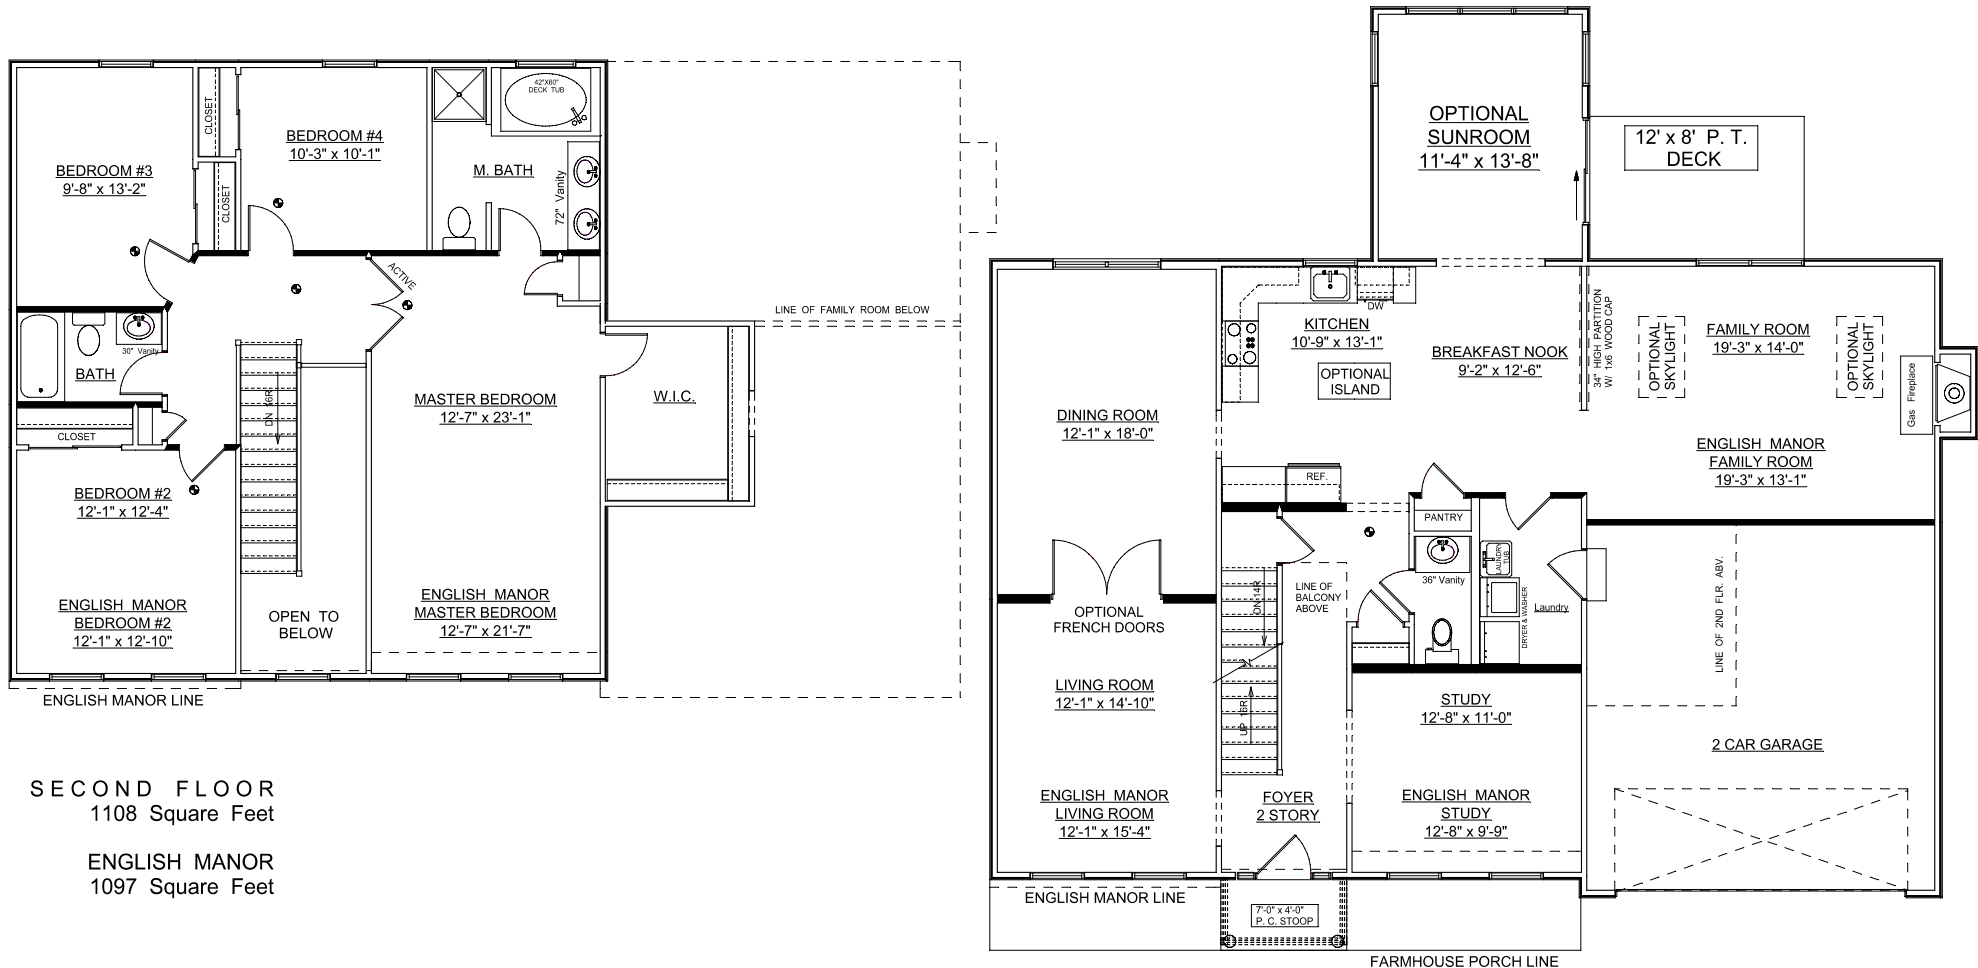 CLOSET
BEDROOM #4
10'-3" x 10'-1"
42"X60"
DECK TUB
BEDROOM #3
9'-8" x 13'-2"
CLOSET
M. BATH
72" Vanity
ACTIVE
LINE OF FAMILY ROOM BELOW
30" Vanity
BATH
DN 16R
MASTER BEDROOM
12'-7" x 23'-1"
W.I.C.
CLOSET
BEDROOM #2
12'-1" x 12'-4"
ENGLISH MANOR
BEDROOM #2
12'-1" x 12'-10"
OPEN TO
BELOW
ENGLISH MANOR
MASTER BEDROOM
12'-7" x 21'-7"
ENGLISH MANOR LINE
SECOND FLOOR
1108 Square Feet
ENGLISH MANOR
1097 Square Feet
OPTIONAL
SUNROOM
11'-4" x 13'-8"
12' x 8' P. T.
DECK
DW
KITCHEN
10'-9" x 13'-1"
OPTIONAL
ISLAND
BREAKFAST NOOK
9'-2" x 12'-6"
34" HIGH PARTITION
W/ 1x6 WOOD CAP
OPTIONAL
SKYLIGHT
FAMILY ROOM
19'-3" x 14'-0"
OPTIONAL
SKYLIGHT
Gas Fireplace
DINING ROOM
12'-1" x 18'-0"
ENGLISH MANOR
FAMILY ROOM
19'-3" x 13'-1"
REF.
PANTRY
LAUNDRY
TUB
36" Vanity
DRYER & WASHER
Laundry
LINE OF 2ND FLR. ABV.
DN 14R
LINE OF
BALCONY
ABOVE
OPTIONAL
FRENCH DOORS
LIVING ROOM
12'-1" x 14'-10"
UP 16R
STUDY
12'-8" x 11'-0"
2 CAR GARAGE
ENGLISH MANOR
LIVING ROOM
12'-1" x 15'-4"
FOYER
2 STORY
ENGLISH MANOR
STUDY
12'-8" x 9'-9"
ENGLISH MANOR LINE
7'-0" x 4'-0"
P. C. STOOP
FARMHOUSE PORCH LINE